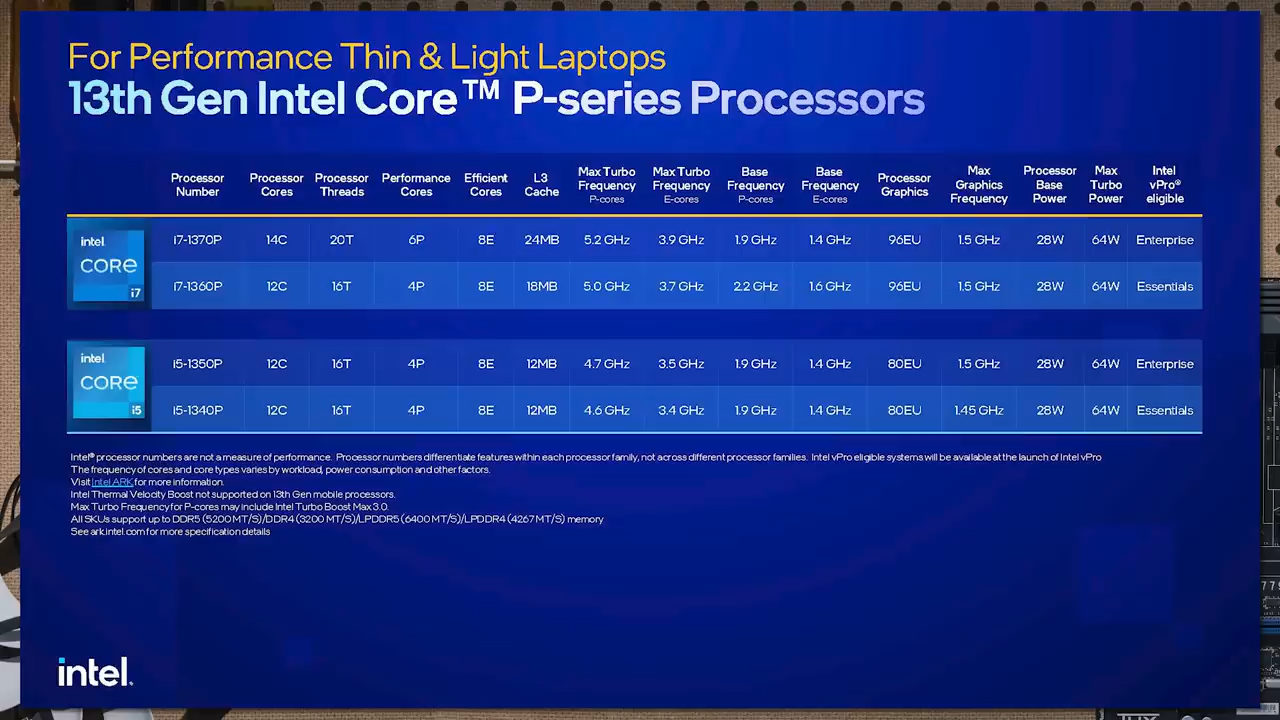 For Performance Thin & Light Laptops
13th Gen Intel Core™ P-series Processors
Processor Number Processor Cores Processor Threads Performance Cores Efficient Cores L3 Cache Max Turbo Frequency P-cores Max Turbo Frequency E-cores Base Frequency P-cores Base Frequency E-cores Processor Graphics Max Graphics Frequency Processor Base Power Max Turbo Power Intel vPro® eligible
intel CORE i7
i7-1370P 14C 20T 6P 8E 24MB 5.2 GHz 3.9 GHz 1.9 GHz 1.4 GHz 96EU 1.5 GHz 28W 64W Enterprise
i7-1360P 12C 16T 4P 8E 18MB 5.0 GHz 3.7 GHz 2.2 GHz 1.6 GHz 96EU 1.5 GHz 28W 64W Essentials
intel CORE i5
i5-1350P 12C 16T 4P 8E 12MB 4.7 GHz 3.5 GHz 1.9 GHz 1.4 GHz 80EU 1.5 GHz 28W 64W Enterprise
i5-1340P 12C 16T 4P 8E 12MB 4.6 GHz 3.4 GHz 1.9 GHz 1.4 GHz 80EU 1.45 GHz 28W 64W Essentials
Intel® processor numbers are not a measure of performance. Processor numbers differentiate features within each processor family, not across different processor families. Intel vPro eligible systems will be available at the launch of Intel vPro
The frequency of cores and core types varies by workload, power consumption and other factors.
Visit Intel ARK for more information.
Intel Thermal Velocity Boost not supported on 13th Gen mobile processors.
Max Turbo Frequency for P-cores may include Intel Turbo Boost Max 3.0.
All SKUs support up to DDR5 (5200 MT/S)/DDR4 (3200 MT/S)/LPDDR5 (6400 MT/S)/LPDDR4 (4267 MT/S) memory
See ark.intel.com for more specification details
intel.